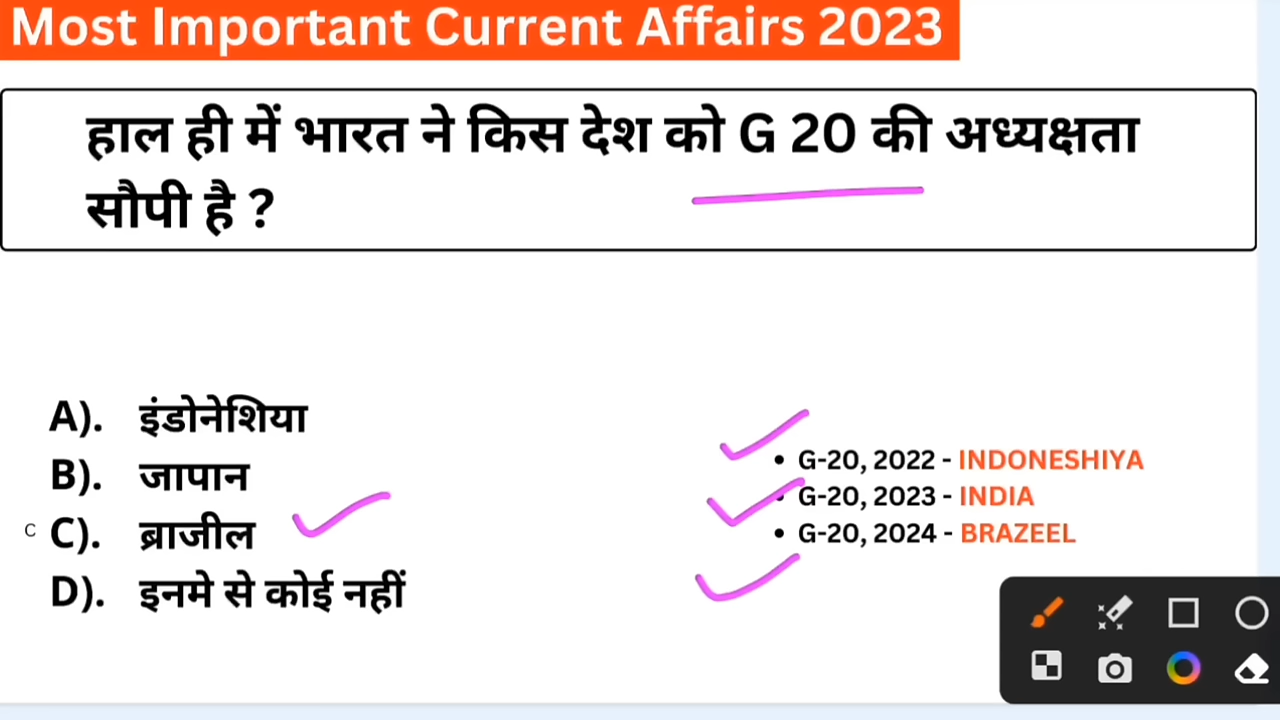 Most Important Current Affairs 2023
हाल ही में भारत ने किस देश को G 20 की अध्यक्षता
सौपी है ?
A). इंडोनेशिया
B). जापान
C C). ब्राजील
D). इनमे से कोई नहीं
• G-20, 2022 - INDONESHIYA
• G-20, 2023 - INDIA
• G-20, 2024 - BRAZEEL